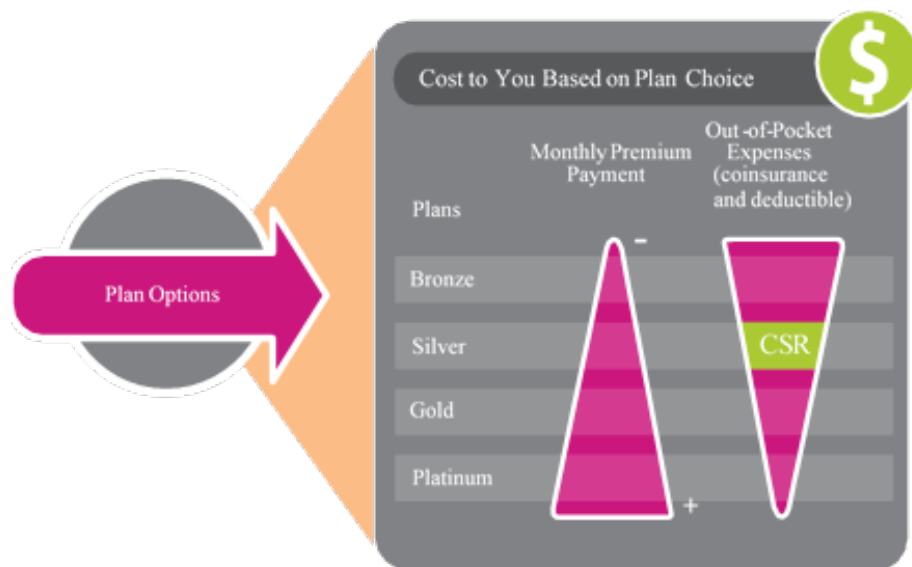 $
Cost to You Based on Plan Choice
Plan Options
Plans
Monthly Premium
Payment
Out-of-Pocket
Expenses
(coinsurance
and deductible)
-
Bronze
Silver
CSR
Gold
Platinum
+